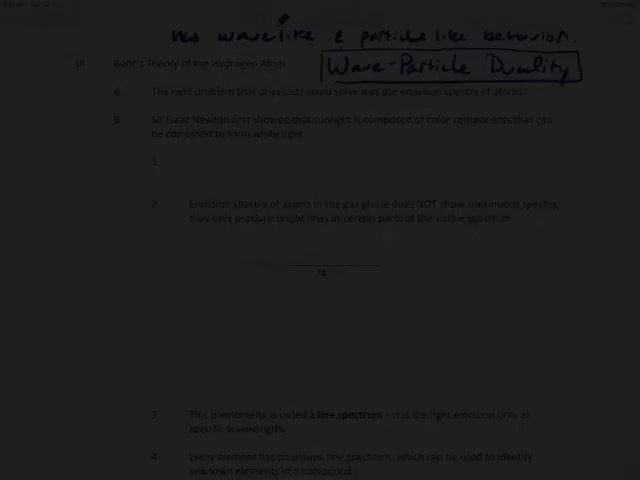 has wavelike & particle like behavior.
III. Bohr's Theory of the Hydrogen Atom
Wave-Particle Duality
A. The next problem that physicists could solve was the emission spectra of atoms.
B. Sir Isaac Newton first showed that sunlight is composed of color components that can
be combined to form white light.
1.
2. Emission spectra of atoms in the gas phase does NOT show continuous spectra,
they only produce bright lines at certain parts of the visible spectrum
74
3. This phenomena is called a line spectrum – it is the light emission only at
specific wavelengths.
4. Every element has an unique line spectrum, which can be used to identify
unknown elements of a compound.